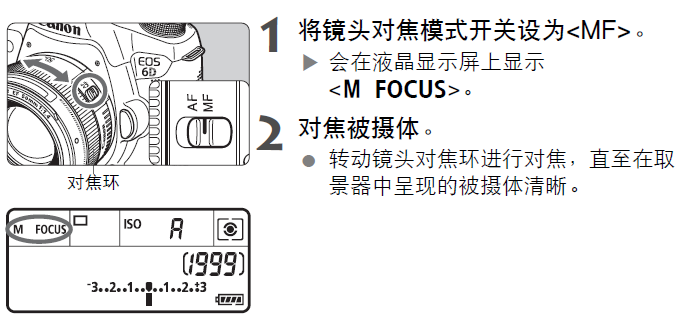 Canon
EOS
6D
AF
MF
对焦环
M FOCUS
ISO
A
(1999)
-3..2..1..▮..1..2.+3
1 将镜头对焦模式开关设为<MF>。
▶ 会在液晶显示屏上显示
<M FOCUS>。
2 对焦被摄体。
● 转动镜头对焦环进行对焦，直至在取
景器中呈现的被摄体清晰。